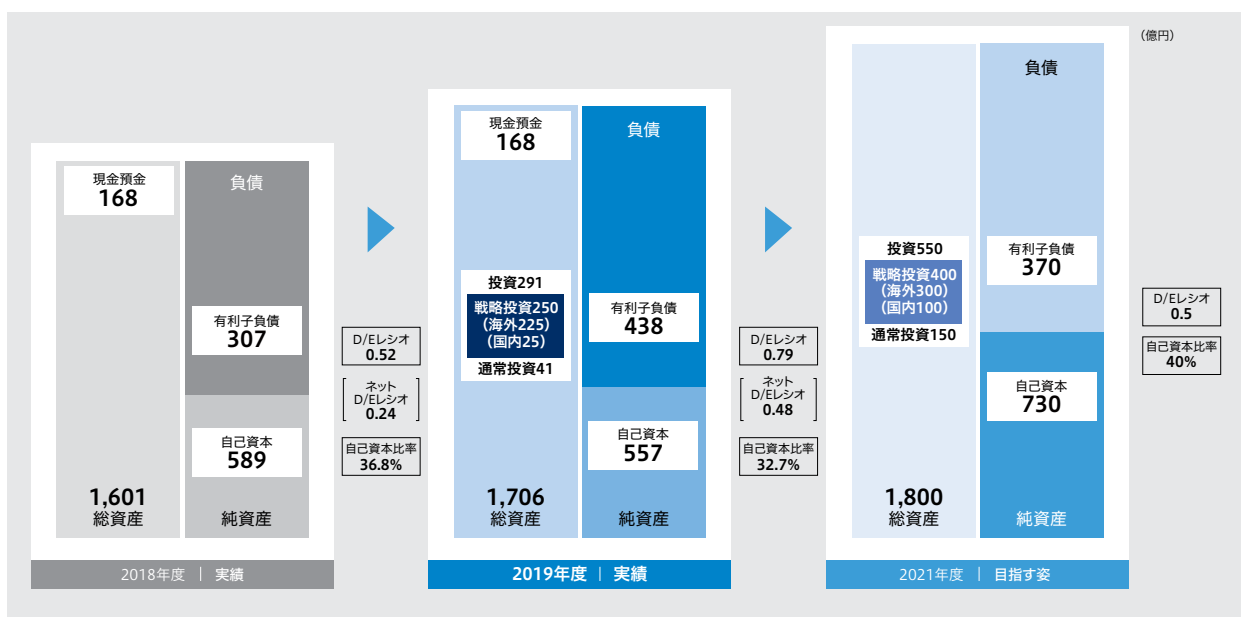 （億円）
現金預金
168
負債
有利子負債
307
自己資本
589
1,601
総資産
純資産
2018年度 | 実績
D/Eレシオ
0.52
ネット
D/Eレシオ
0.24
自己資本比率
36.8%
現金預金
168
負債
投資291
戦略投資250
（海外225）
（国内25）
通常投資41
有利子負債
438
自己資本
557
1,706
総資産
純資産
2019年度 | 実績
D/Eレシオ
0.79
ネット
D/Eレシオ
0.48
自己資本比率
32.7%
負債
投資550
戦略投資400
（海外300）
（国内100）
通常投資150
有利子負債
370
自己資本
730
1,800
総資産
純資産
2021年度 | 目指す姿
D/Eレシオ
0.5
自己資本比率
40%